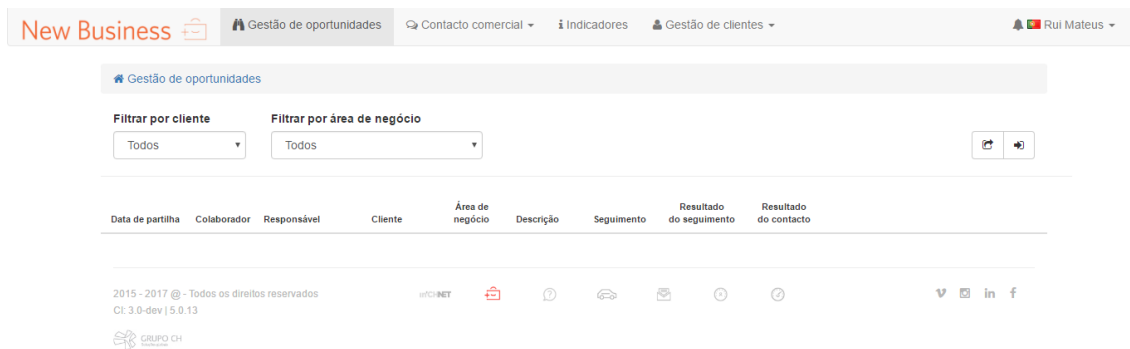 New Business
Gestão de oportunidades
Contacto comercial
Indicadores
Gestão de clientes
Rui Mateus
Gestão de oportunidades
Filtrar por cliente
Filtrar por área de negócio
Todos
Todos
Data de partilha
Colaborador
Responsável
Cliente
Área de
negócio
Descrição
Seguimento
Resultado
do seguimento
Resultado
do contacto
2015 - 2017 @ - Todos os direitos reservados
CI: 3.0-dev | 5.0.13
GRUPO CH